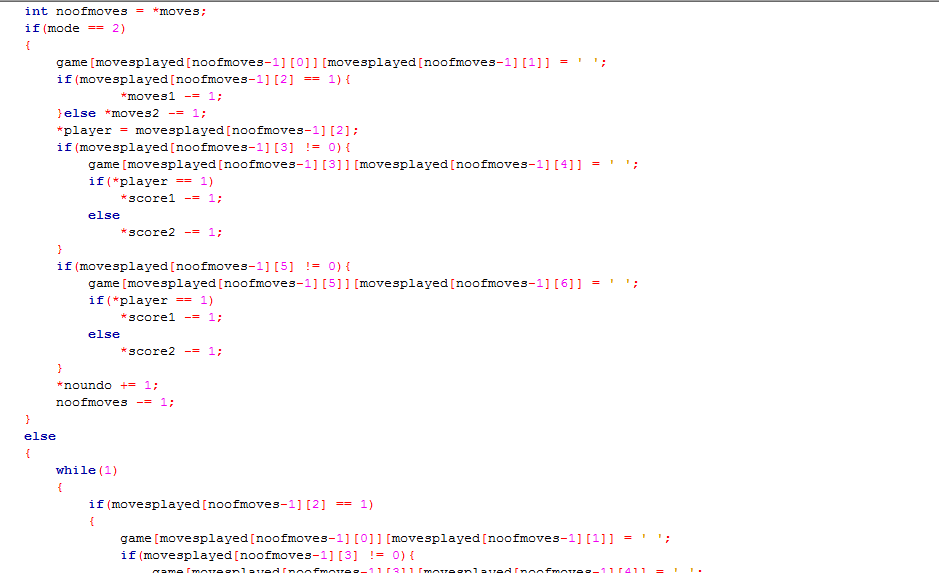 int noofmoves = *moves;
if(mode == 2)
{
game[movesplayed[noofmoves-1][0]][movesplayed[noofmoves-1][1]] = ' ';
if(movesplayed[noofmoves-1][2] == 1){
*moves1 -= 1;
}else *moves2 -= 1;
*player = movesplayed[noofmoves-1][2];
if(movesplayed[noofmoves-1][3] != 0){
game[movesplayed[noofmoves-1][3]][movesplayed[noofmoves-1][4]] = ' ';
if(*player == 1)
*score1 -= 1;
else
*score2 -= 1;
}
if(movesplayed[noofmoves-1][5] != 0){
game[movesplayed[noofmoves-1][5]][movesplayed[noofmoves-1][6]] = ' ';
if(*player == 1)
*score1 -= 1;
else
*score2 -= 1;
}
*noundo += 1;
noofmoves -= 1;
}
else
{
while(1)
{
if(movesplayed[noofmoves-1][2] == 1)
{
game[movesplayed[noofmoves-1][0]][movesplayed[noofmoves-1][1]] = ' ';
if(movesplayed[noofmoves-1][3] != 0){
game[movesplayed[noofmoves-1][3]][movesplayed[noofmoves-1][4]] = ' ';